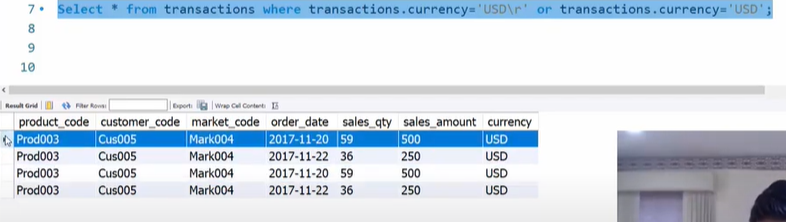 7 Select * from transactions where transactions.currency='USD\r' or transactions.currency='USD';
8
9
10
Result Grid Filter Rows: Export: Wrap Cell Content:
product_code customer_code market_code order_date sales_qty sales_amount currency
Prod003 Cus005 Mark004 2017-11-20 59 500 USD
Prod003 Cus005 Mark004 2017-11-22 36 250 USD
Prod003 Cus005 Mark004 2017-11-20 59 500 USD
Prod003 Cus005 Mark004 2017-11-22 36 250 USD